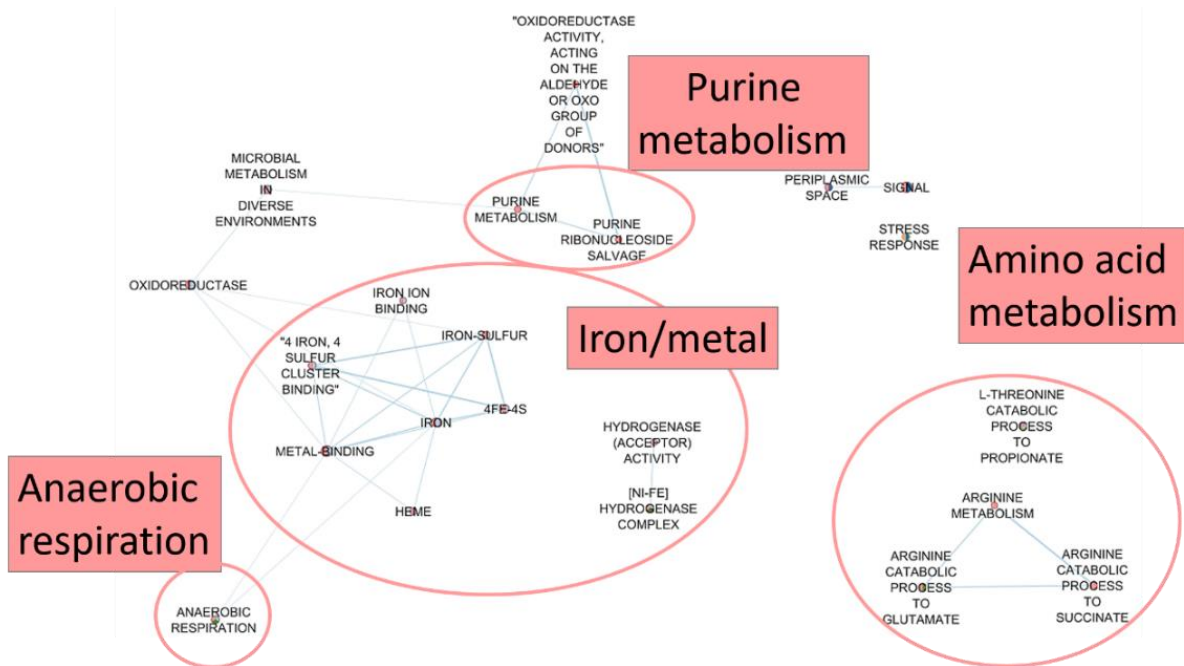 "OXIDOREDUCTASE
ACTIVITY,
ACTING
ON THE
ALDEHYDE
OR OXO
GROUP
OF
DONORS"
Purine
metabolism
MICROBIAL
METABOLISM
IN
DIVERSE
ENVIRONMENTS
PURINE
METABOLISM
PURINE
RIBONUCLEOSIDE
SALVAGE
PERIPLASMIC
SPACE
SIGNAL
STRESS
RESPONSE
Amino acid
metabolism
OXIDOREDUCTASE
IRON ION
BINDING
IRON-SULFUR
Iron/metal
"4 IRON, 4
SULFUR
CLUSTER
BINDING"
4FE-4S
IRON
METAL-BINDING
HEME
HYDROGENASE
(ACCEPTOR)
ACTIVITY
[NI-FE]
HYDROGENASE
COMPLEX
L-THREONINE
CATABOLIC
PROCESS
TO
PROPIONATE
ARGININE
METABOLISM
ARGININE
CATABOLIC
PROCESS
TO
GLUTAMATE
ARGININE
CATABOLIC
PROCESS
TO
SUCCINATE
Anaerobic
respiration
ANAEROBIC
RESPIRATION